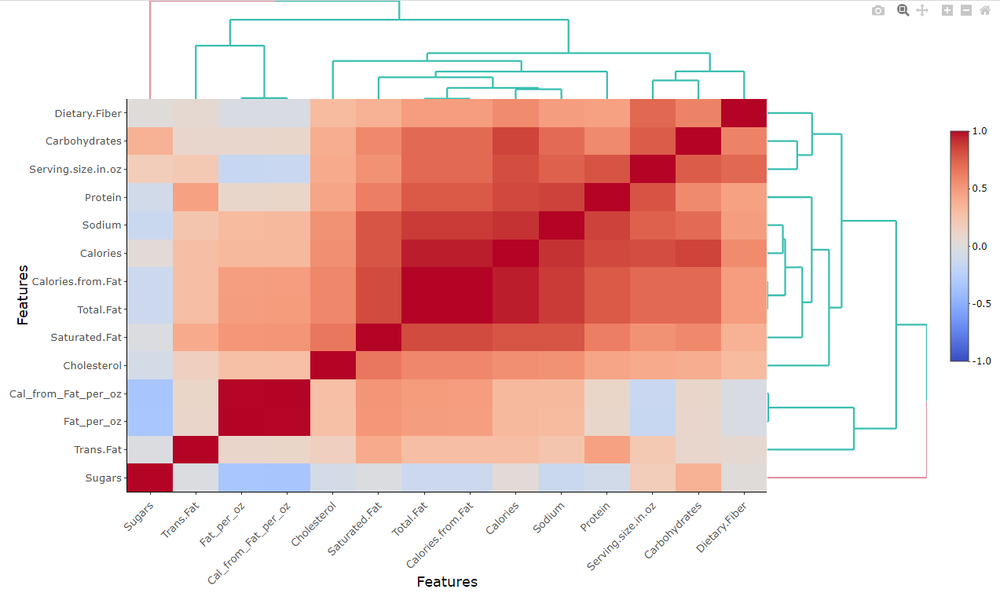 Dietary.Fiber
Carbohydrates
Serving.size.in.oz
Protein
Sodium
Calories
Calories.from.Fat
Total.Fat
Saturated.Fat
Cholesterol
Cal_from_Fat_per_oz
Fat_per_oz
Trans.Fat
Sugars
Features
1.0
0.5
0.0
-0.5
-1.0
Sugars
Trans.Fat
Fat_per_oz
Cal_from_Fat_per_oz
Cholesterol
Saturated.Fat
Total.Fat
Calories.from.Fat
Calories
Sodium
Protein
Serving.size.in.oz
Carbohydrates
Dietary.Fiber
Features